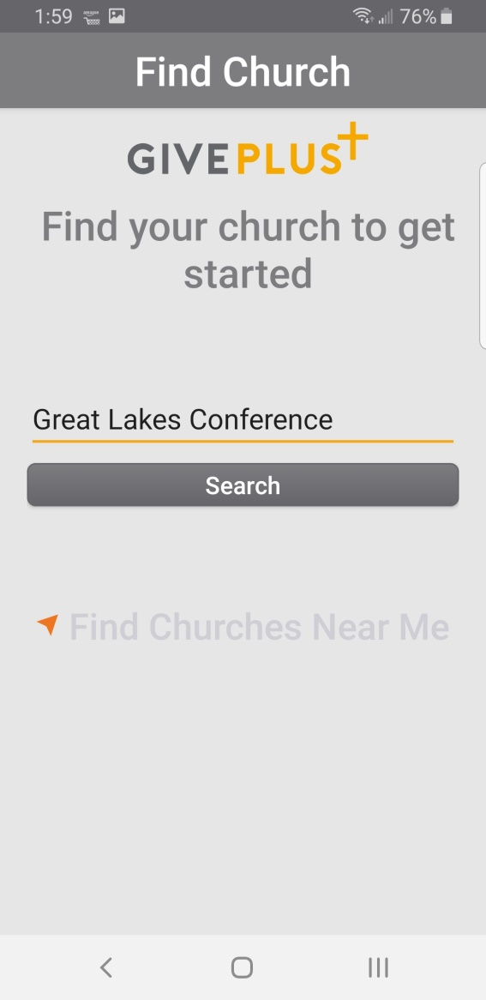 1:59
76%
Find Church
GIVEPLUS+
Find your church to get
started
Great Lakes Conference
Search
Find Churches Near Me